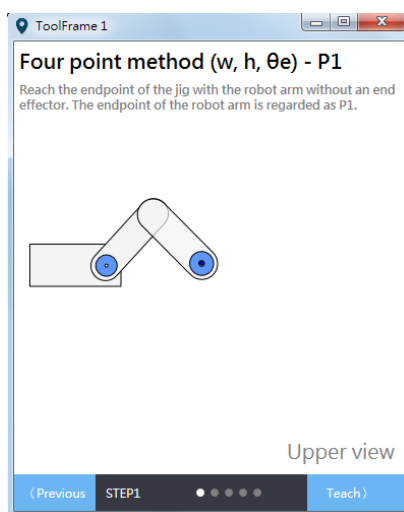 ToolFrame 1
Four point method (w, h, θe) - P1
Reach the endpoint of the jig with the robot arm without an end
effector. The endpoint of the robot arm is regarded as P1.
Upper view
〈Previous STEP1 Teach〉